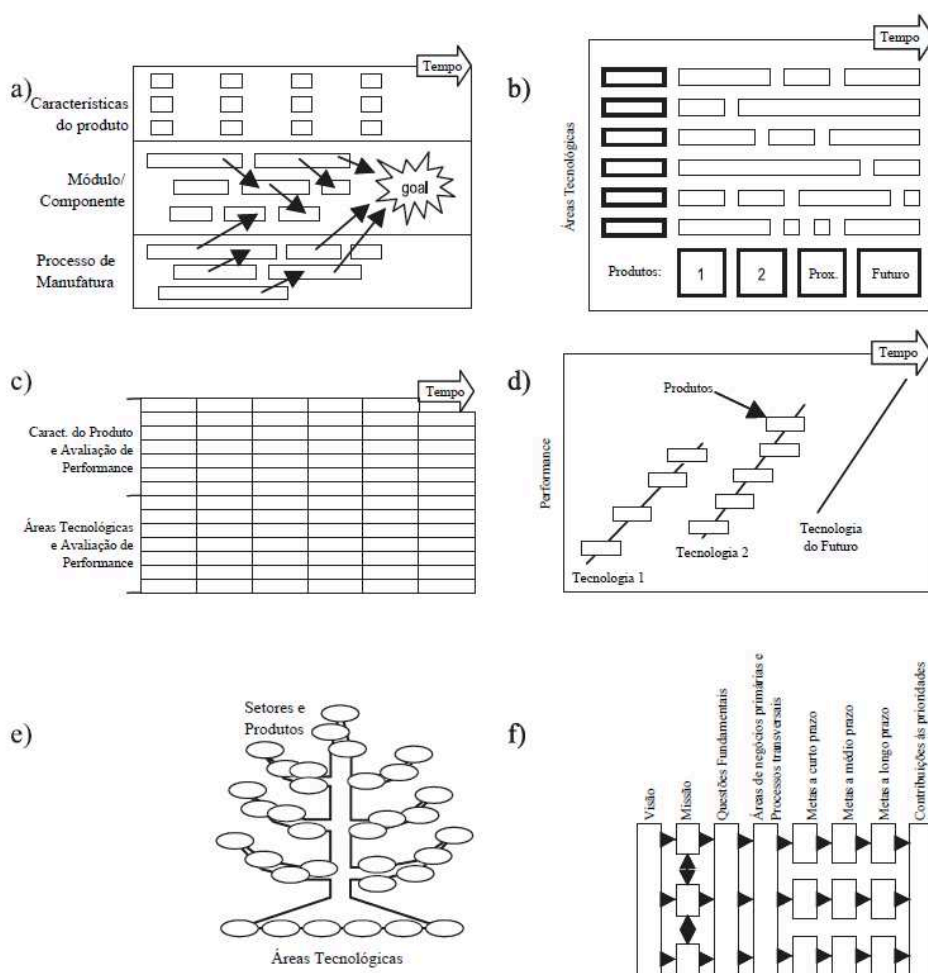 a)
Tempo
Características
do produto
Módulo/
Componente
goal
Processo de
Manufatura
b)
Tempo
Áreas Tecnológicas
Produtos:
1
2
Prox.
Futuro
c)
Tempo
Caract. do Produto
e Avaliação de
Performance
Áreas Tecnológicas
e Avaliação de
Performance
d)
Tempo
Performance
Produtos
Tecnologia 1
Tecnologia 2
Tecnologia
do Futuro
e)
Setores e
Produtos
Áreas Tecnológicas
f)
Visão
Missão
Questões Fundamentais
Áreas de negócios primárias e
Processos transversais
Metas a curto prazo
Metas a médio prazo
Metas a longo prazo
Contribuições às prioridades